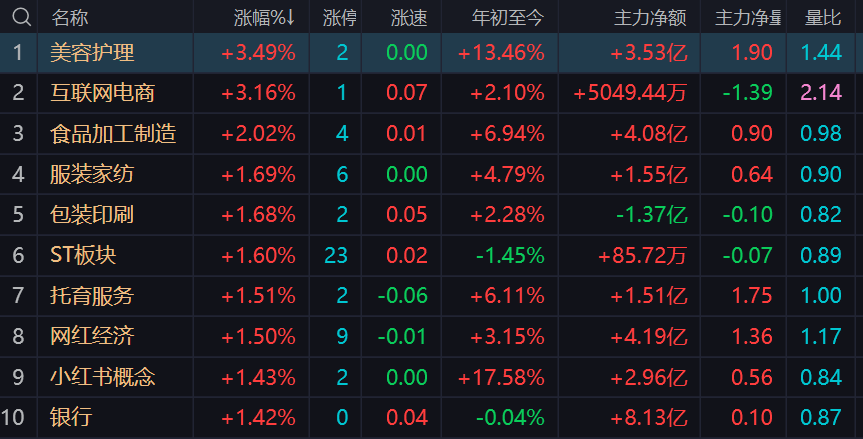 名称 涨幅%↓ 涨停 涨速 年初至今 主力净额 主力净量 量比
1 美容护理 +3.49% 2 0.00 +13.46% +3.53亿 1.90 1.44
2 互联网电商 +3.16% 1 0.07 +2.10% +5049.44万 -1.39 2.14
3 食品加工制造 +2.02% 4 0.01 +6.94% +4.08亿 0.90 0.98
4 服装家纺 +1.69% 6 0.00 +4.79% +1.55亿 0.64 0.90
5 包装印刷 +1.68% 2 0.05 +2.28% -1.37亿 -0.10 0.82
6 ST板块 +1.60% 23 0.02 -1.45% +85.72万 -0.07 0.89
7 托育服务 +1.51% 2 -0.06 +6.11% +1.51亿 1.75 1.00
8 网红经济 +1.50% 9 -0.01 +3.15% +4.19亿 1.36 1.17
9 小红书概念 +1.43% 2 0.00 +17.58% +2.96亿 0.56 0.84
10 银行 +1.42% 0 0.04 -0.04% +8.13亿 0.10 0.87